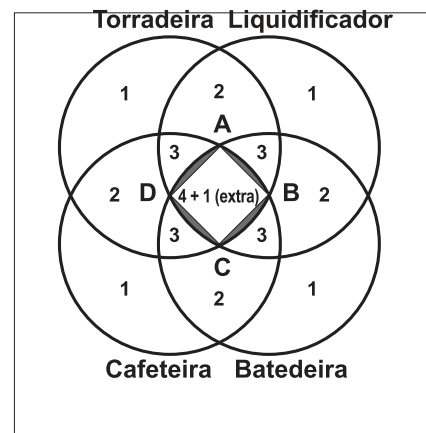 Torradeira Liquidificador
1 2 1
A
3 3
2 D 4 + 1 (extra) B 2
3 3
C
1 2 1
Cafeteira Batedeira